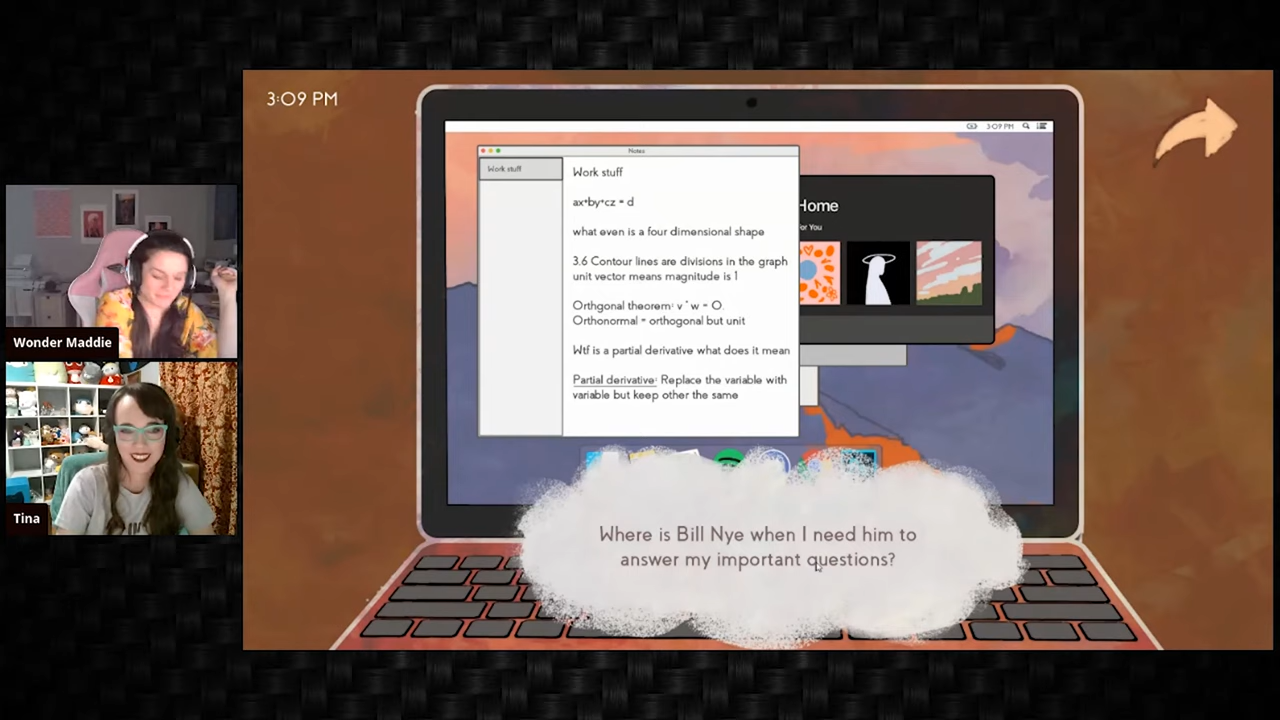 3:09 PM
3:09 PM
Notes
Work stuff
Work stuff
ax+by+cz = d
what even is a four dimensional shape
3.6 Contour lines are divisions in the graph
unit vector means magnitude is 1
Orthgonal theorem: v * w = 0.
Orthonormal = orthogonal but unit
Wtf is a partial derivative what does it mean
Partial derivative: Replace the variable with
variable but keep other the same
Home
For You
Wonder Maddie
Tina
Where is Bill Nye when I need him to
answer my important questions?